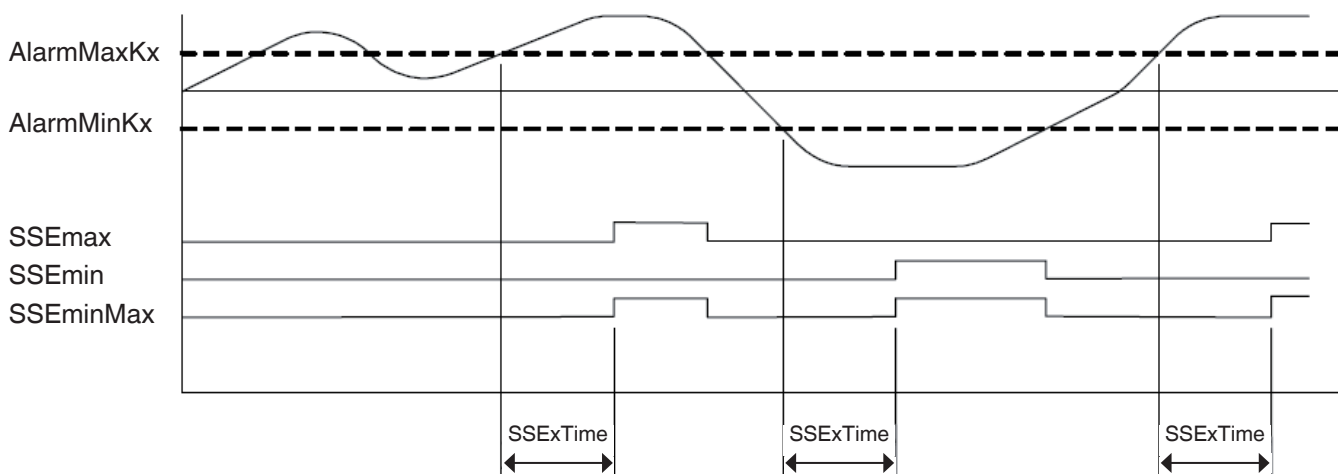 AlarmMaxKx
AlarmMinKx
SSEmax
SSEmin
SSEminMax
SSExTime
SSExTime
SSExTime